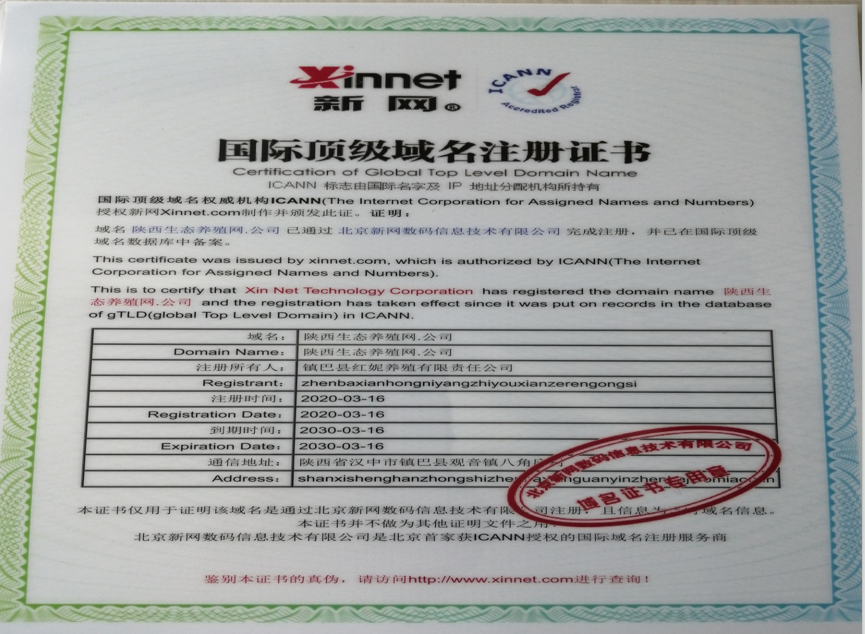 Xinnet
新网®
ICANN
Accredited Registrar
国际顶级域名注册证书
Certification of Global Top Level Domain Name
ICANN 标志由国际名字及 IP 地址分配机构所持有
国际顶级域名权威机构ICANN(The Internet Corporation for Assigned Names and Numbers)
授权新网Xinnet.com制作并颁发此证。证明：
域名 陕西生态养殖网.公司 已通过 北京新网数码信息技术有限公司 完成注册，并已在国际顶级
域名数据库中备案。
This certificate was issued by xinnet.com, which is authorized by ICANN(The Internet
Corporation for Assigned Names and Numbers).
This is to certify that Xin Net Technology Corporation has registered the domain name 陕西生
态养殖网.公司 and the registration has taken effect since it was put on records in the database
of gTLD(global Top Level Domain) in ICANN.
域名： 陕西生态养殖网.公司
Domain Name: 陕西生态养殖网.公司
注册所有人： 镇巴县红妮养殖有限责任公司
Registrant: zhenbaxianhongniyangzhiyouxianzerengongsi
注册时间： 2020-03-16
Registration Date: 2020-03-16
到期时间： 2030-03-16
Expiration Date: 2030-03-16
通信地址： 陕西省汉中市镇巴县观音镇八角
Address:
北京新网数码信息技术有限公司
域名证书专用章
本证书仅用于证明该域名是通过北京新网数码信息技术有限公司注册，且信息为 域名信息。
本证书并不做为其他证明文件之用
北京新网数码信息技术有限公司是北京首家获ICANN授权的国际域名注册服务商
鉴别本证书的真伪，请访问http://www.xinnet.com进行查询！